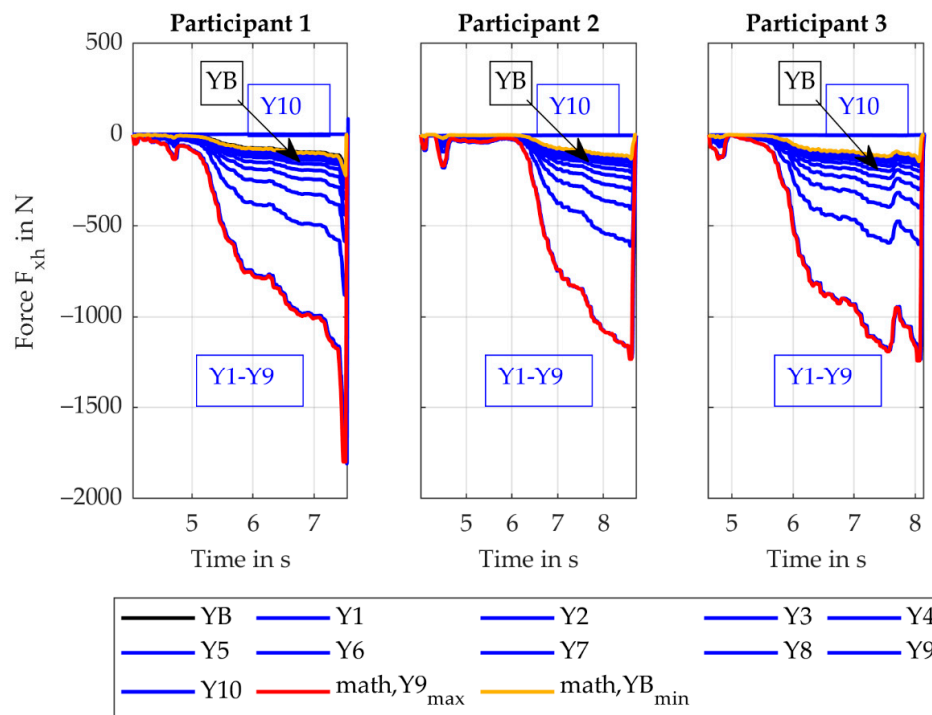 Participant 1 Participant 2 Participant 3
500
0
−500
−1000
−1500
−2000
Force F_xh in N
YB
Y10
Y1-Y9
YB
Y10
Y1-Y9
YB
Y10
Y1-Y9
5 6 7
5 6 7 8
5 6 7 8
Time in s Time in s Time in s
YB Y1 Y2 Y3 Y4
Y5 Y6 Y7 Y8 Y9
Y10 math,Y9_max math,YB_min